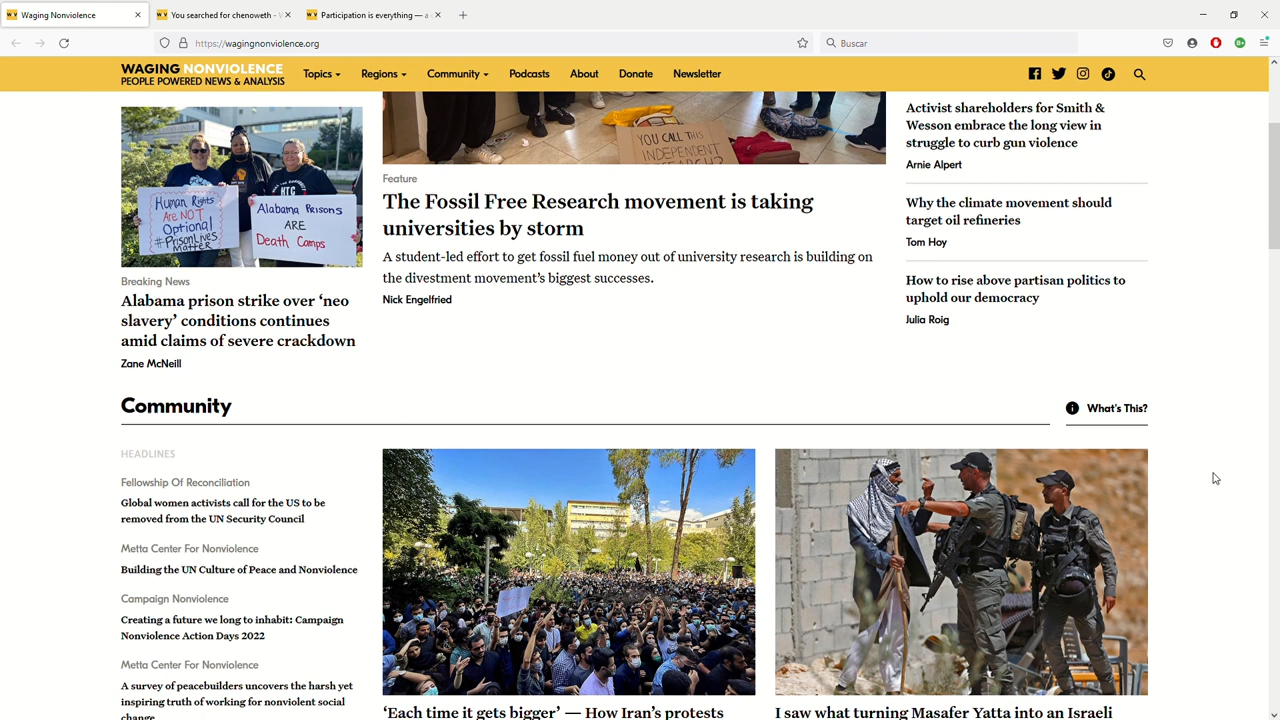 Waging Nonviolence
You searched for chenoweth - W
Participation is everything — a c
https://wagingnonviolence.org
Buscar
WAGING NONVIOLENCE
PEOPLE POWERED NEWS & ANALYSIS
Topics
Regions
Community
Podcasts
About
Donate
Newsletter
Human Rights
Are NOT
Optional
#PrisonLives
Matter
HTC
Alabama Prisons
ARE
Death Camps
Breaking News
Alabama prison strike over ‘neo
slavery’ conditions continues
amid claims of severe crackdown
Zane McNeill
YOU CALL THIS
INDEPENDENT
RESEARCH?
Feature
The Fossil Free Research movement is taking
universities by storm
A student-led effort to get fossil fuel money out of university research is building on
the divestment movement’s biggest successes.
Nick Engelfried
Activist shareholders for Smith &
Wesson embrace the long view in
struggle to curb gun violence
Arnie Alpert
Why the climate movement should
target oil refineries
Tom Hoy
How to rise above partisan politics to
uphold our democracy
Julia Roig
Community
What's This?
HEADLINES
Fellowship Of Reconciliation
Global women activists call for the US to be
removed from the UN Security Council
Metta Center For Nonviolence
Building the UN Culture of Peace and Nonviolence
Campaign Nonviolence
Creating a future we long to inhabit: Campaign
Nonviolence Action Days 2022
Metta Center For Nonviolence
A survey of peacebuilders uncovers the harsh yet
inspiring truth of working for nonviolent social
change
‘Each time it gets bigger’ — How Iran’s protests
I saw what turning Masafer Yatta into an Israeli